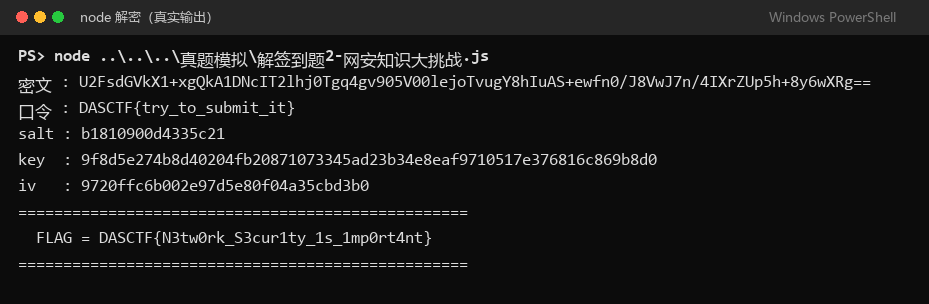 node 解密（真实输出）
Windows PowerShell
PS> node ..\..\..\真题模拟\解签到题2-网安知识大挑战.js
密文 : U2FsdGVkX1+xgQkA1DNcIT2lhj0Tgq4gv905V00lejoTvugY8hIuAS+ewfn0/J8VwJ7n/4IXrZUp5h+8y6wXRg==
口令 : DASCTF{try_to_submit_it}
salt : b1810900d4335c21
key  : 9f8d5e274b8d40204fb20871073345ad23b34e8eaf9710517e376816c869b8d0
iv   : 9720ffc6b002e97d5e80f04a35cbd3b0
==================================================
  FLAG = DASCTF{N3tw0rk_S3cur1ty_1s_1mp0rt4nt}
==================================================